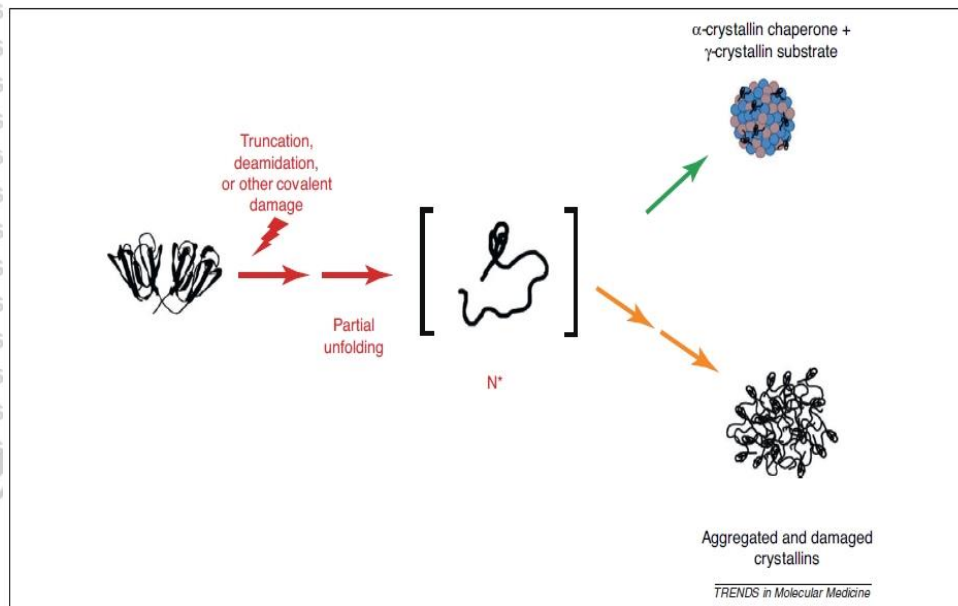 α-crystallin chaperone +
γ-crystallin substrate
Truncation,
deamidation,
or other covalent
damage
Partial
unfolding
N*
Aggregated and damaged
crystallins
TRENDS in Molecular Medicine